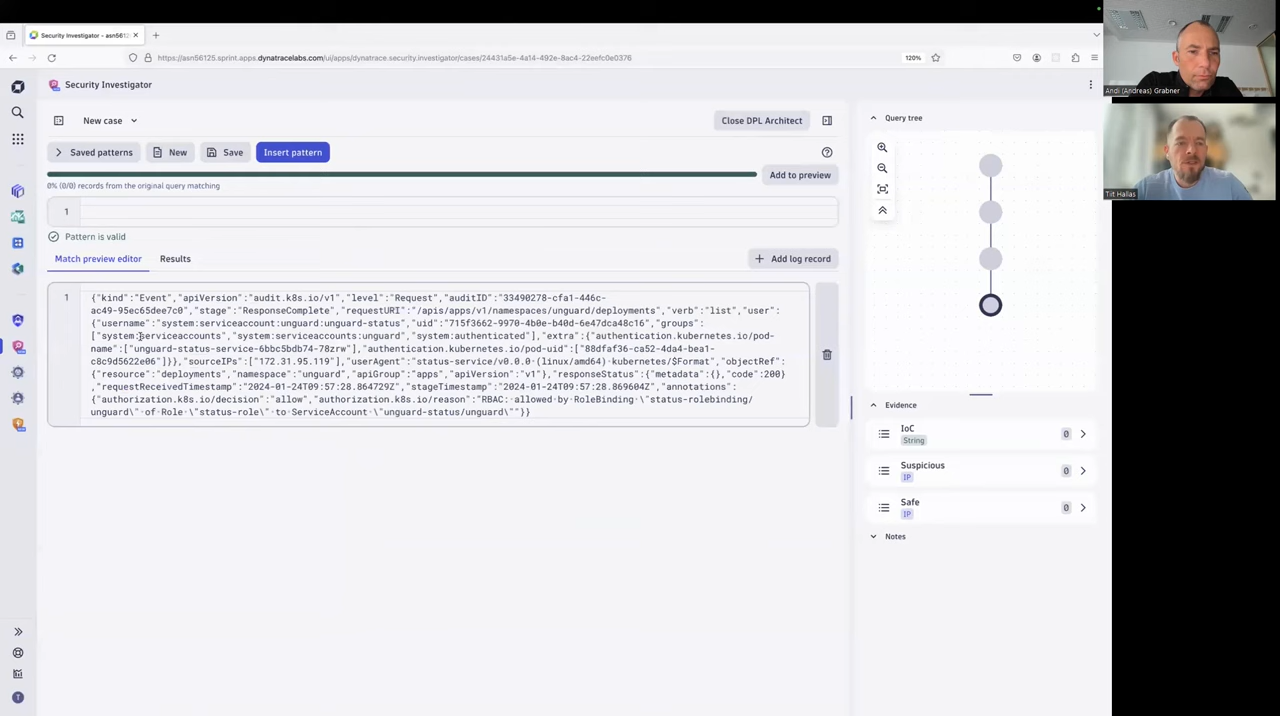 Security Investigator - asn56125
https://asn56125.sprint.apps.dynatracelabs.com/ui/apps/dynatrace.security.investigator/cases/24431a5e-4a14-492e-8ac4-22eefc0e0376
120%
Security Investigator
New case
Close DPL Architect
Saved patterns
New
Save
Insert pattern
0% (0/0) records from the original query matching
Add to preview
1
Pattern is valid
Match preview editor
Results
Add log record
1
{"kind":"Event","apiVersion":"audit.k8s.io/v1","level":"Request","auditID":"33490278-cfa1-446c-
ac49-95ec65dee7c0","stage":"ResponseComplete","requestURI":"/apis/apps/v1/namespaces/unguard/deployments","verb":"list","user":
{"username":"system:serviceaccount:unguard:unguard-status","uid":"715f3662-9970-4b0e-b40d-6e47dca48c16","groups":
["system:serviceaccounts","system:serviceaccounts:unguard","system:authenticated"],"extra":{"authentication.kubernetes.io/pod-
name":["unguard-status-service-6bbc5bdb74-78zrw"],"authentication.kubernetes.io/pod-uid":["88dfaf36-ca52-4da4-bea1-
c8c9d5622e06"]}},"sourceIPs":["172.31.95.119"],"userAgent":"status-service/v0.0.0·(linux/amd64)·kubernetes/$Format","objectRef":
{"resource":"deployments","namespace":"unguard","apiGroup":"apps","apiVersion":"v1"},"responseStatus":{"metadata":{},"code":200}
,"requestReceivedTimestamp":"2024-01-24T09:57:28.864729Z","stageTimestamp":"2024-01-24T09:57:28.869604Z","annotations":
{"authorization.k8s.io/decision":"allow","authorization.k8s.io/reason":"RBAC:·allowed·by·RoleBinding·\"status-rolebinding/
unguard\"·of·Role·\"status-role\"·to·ServiceAccount·\"unguard-status/unguard\""}}
Query tree
Evidence
IoC
String
0
Suspicious
IP
0
Safe
IP
0
Notes
T
Andi (Andreas) Grabner
Tiit Hallas